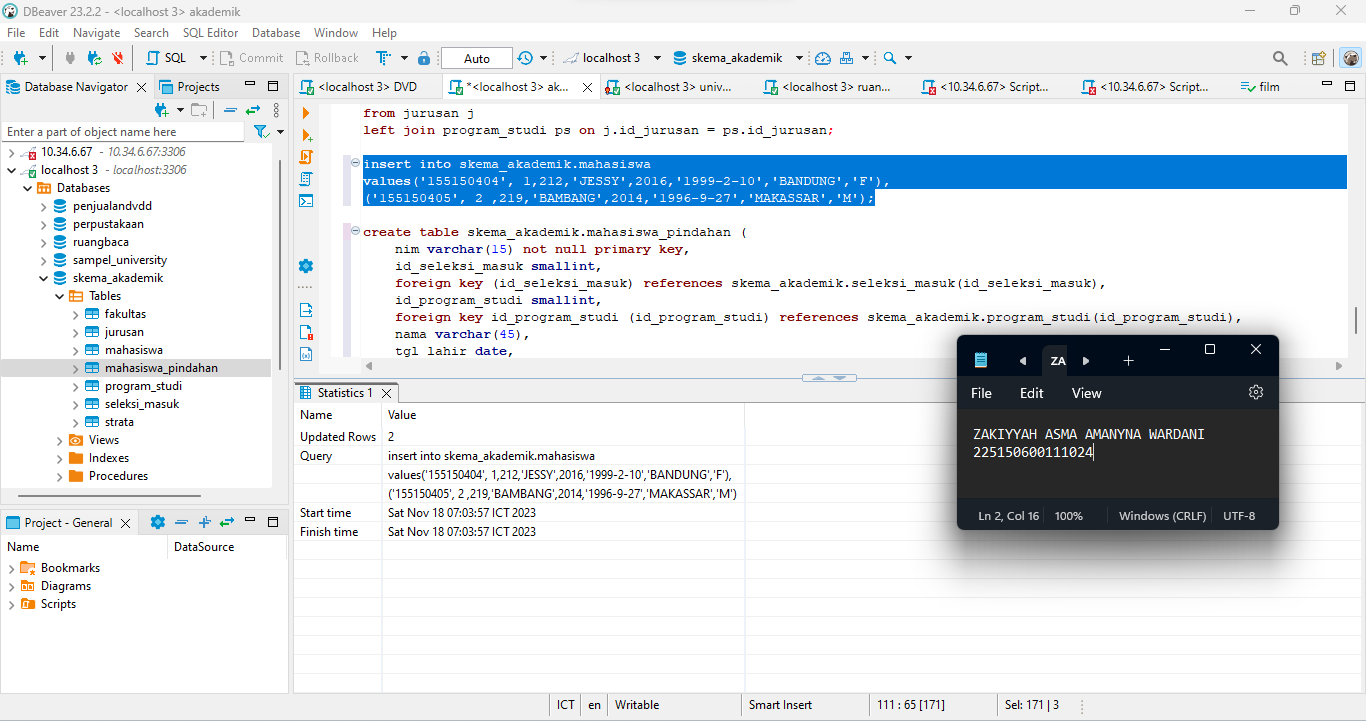 DBeaver 23.2.2 - <localhost 3> akademik
File Edit Navigate Search SQL Editor Database Window Help
SQL Commit Rollback Auto localhost 3 skema_akademik
Database Navigator Projects
Enter a part of object name here
10.34.6.67 - 10.34.6.67:3306
localhost 3 - localhost:3306
Databases
penjualandvdd
perpustakaan
ruangbaca
sampel_university
skema_akademik
Tables
fakultas
jurusan
mahasiswa
mahasiswa_pindahan
program_studi
seleksi_masuk
strata
Views
Indexes
Procedures
Project - General
Name DataSource
Bookmarks
Diagrams
Scripts
<localhost 3> DVD *<localhost 3> ak... <localhost 3> univ... <localhost 3> ruan... <10.34.6.67> Script... <10.34.6.67> Script... film
from jurusan j
left join program_studi ps on j.id_jurusan = ps.id_jurusan;
insert into skema_akademik.mahasiswa
values('155150404', 1,212,'JESSY',2016,'1999-2-10','BANDUNG','F'),
('155150405', 2 ,219,'BAMBANG',2014,'1996-9-27','MAKASSAR','M');
create table skema_akademik.mahasiswa_pindahan (
nim varchar(15) not null primary key,
id_seleksi_masuk smallint,
foreign key (id_seleksi_masuk) references skema_akademik.seleksi_masuk(id_seleksi_masuk),
id_program_studi smallint,
foreign key id_program_studi (id_program_studi) references skema_akademik.program_studi(id_program_studi),
nama varchar(45),
tgl_lahir date,
Statistics 1
Name Value
Updated Rows 2
Query insert into skema_akademik.mahasiswa
values('155150404', 1,212,'JESSY',2016,'1999-2-10','BANDUNG','F'),
('155150405', 2 ,219,'BAMBANG',2014,'1996-9-27','MAKASSAR','M')
Start time Sat Nov 18 07:03:57 ICT 2023
Finish time Sat Nov 18 07:03:57 ICT 2023
ZA
File Edit View
ZAKIYYAH ASMA AMANYNA WARDANI
225150600111024
Ln 2, Col 16 100% Windows (CRLF) UTF-8
ICT en Writable Smart Insert 111 : 65 [171] Sel: 171 | 3